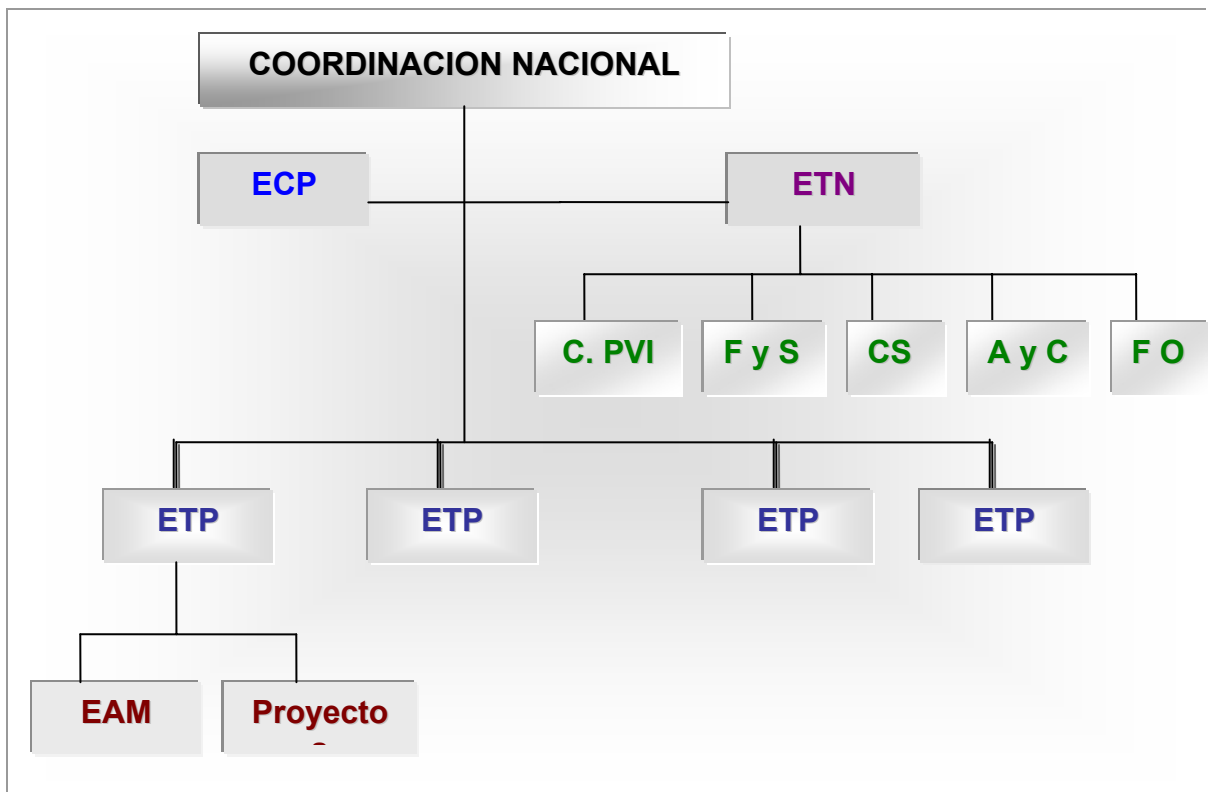 COORDINACION NACIONAL
ECP
ETN
C. PVI
F y S
CS
A y C
F O
ETP
ETP
ETP
ETP
EAM
Proyecto